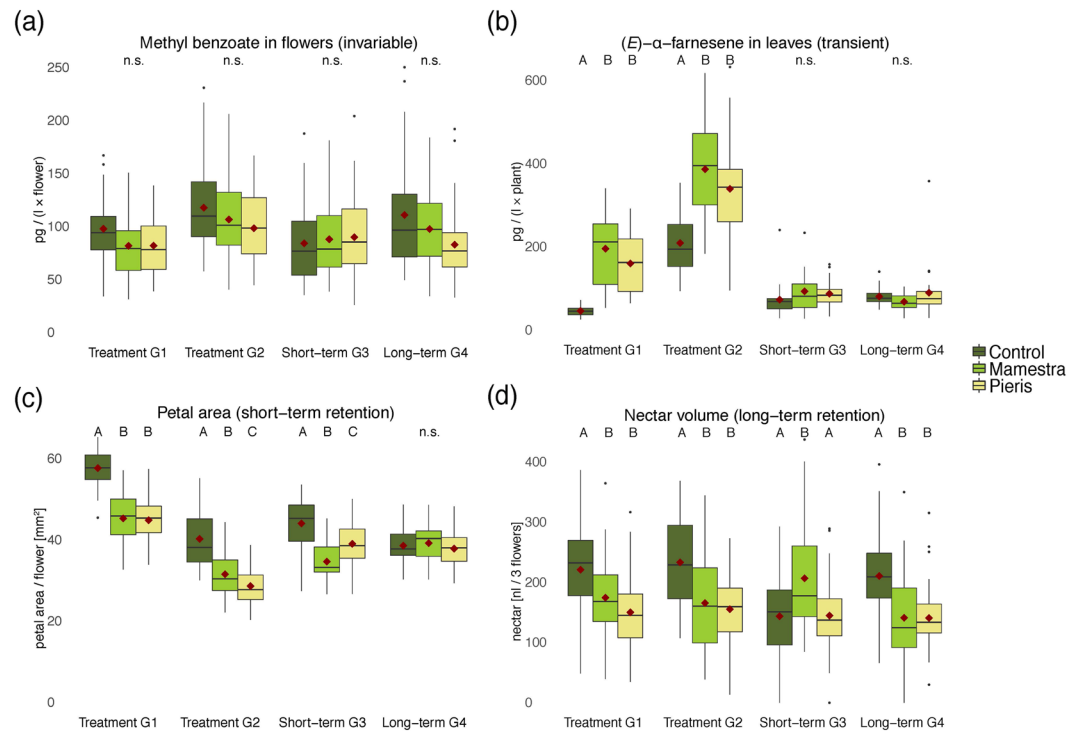 (a)
Methyl benzoate in flowers (invariable)
n.s. n.s. n.s. n.s.
pg / (l × flower)
250
200
150
100
50
0
Treatment G1 Treatment G2 Short−term G3 Long−term G4
(b)
(E)−α−farnesene in leaves (transient)
A B B A B B n.s. n.s.
pg / (l × plant)
600
400
200
0
Treatment G1 Treatment G2 Short−term G3 Long−term G4
Control
Mamestra
Pieris
(c)
Petal area (short−term retention)
A B B A B C A B C n.s.
petal area / flower [mm²]
60
40
20
0
Treatment G1 Treatment G2 Short−term G3 Long−term G4
(d)
Nectar volume (long−term retention)
A B B A B B A B A A B B
nectar [nl / 3 flowers]
400
300
200
100
0
Treatment G1 Treatment G2 Short−term G3 Long−term G4